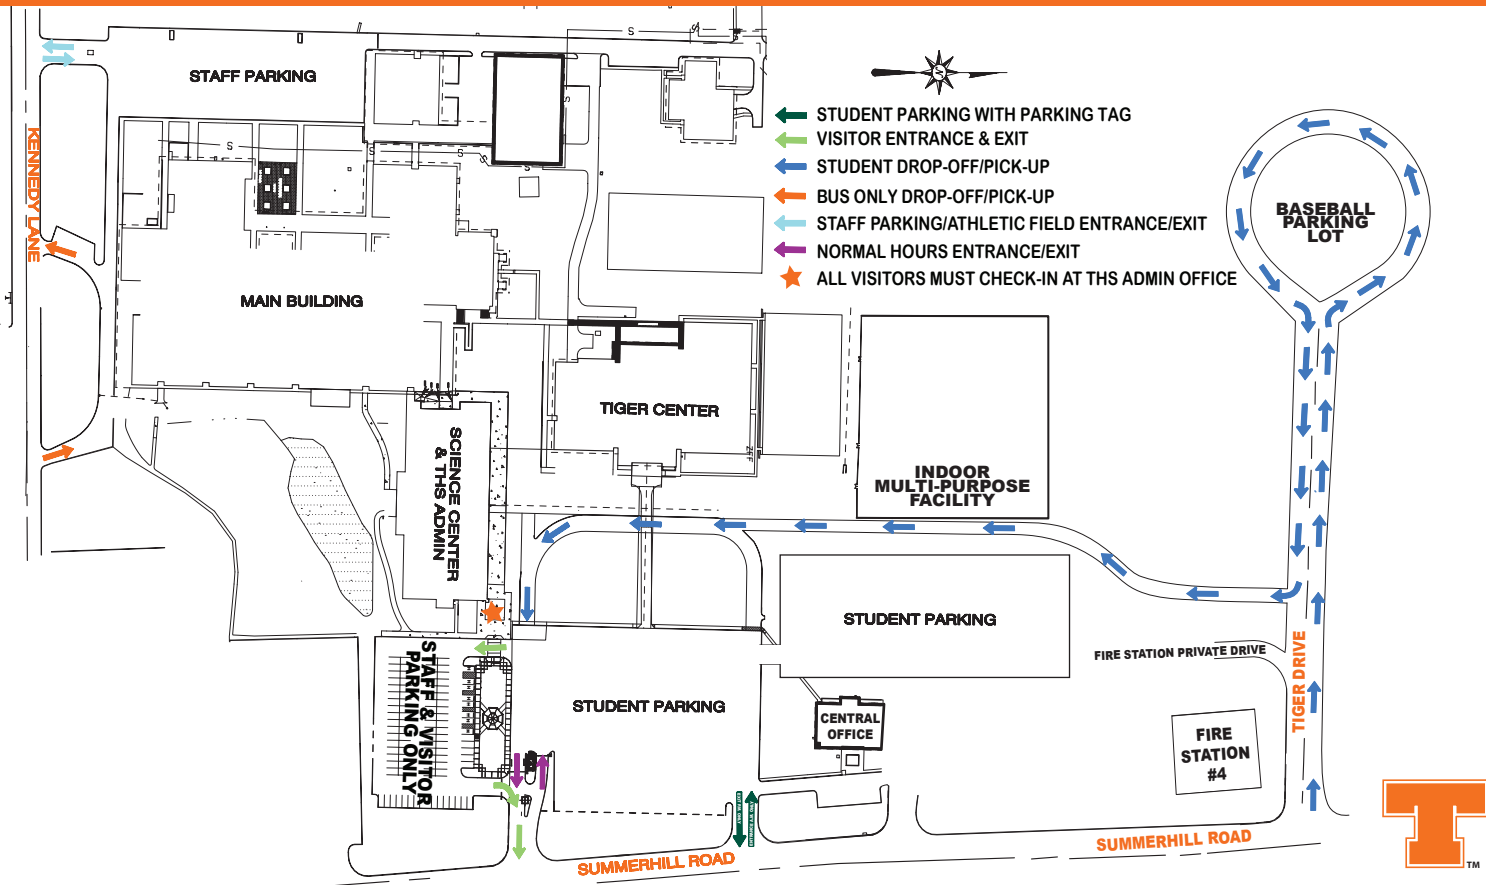 STAFF PARKING
KENNEDY LANE
MAIN BUILDING
STUDENT PARKING WITH PARKING TAG
VISITOR ENTRANCE & EXIT
STUDENT DROP-OFF/PICK-UP
BUS ONLY DROP-OFF/PICK-UP
STAFF PARKING/ATHLETIC FIELD ENTRANCE/EXIT
NORMAL HOURS ENTRANCE/EXIT
ALL VISITORS MUST CHECK-IN AT THS ADMIN OFFICE
BASEBALL
PARKING
LOT
TIGER CENTER
SCIENCE CENTER
& THS ADMIN
INDOOR
MULTI-PURPOSE
FACILITY
STUDENT PARKING
FIRE STATION PRIVATE DRIVE
TIGER DRIVE
STAFF & VISITOR
PARKING ONLY
STUDENT PARKING
CENTRAL
OFFICE
FIRE
STATION
#4
SUMMERHILL ROAD
SUMMERHILL ROAD
T
TM